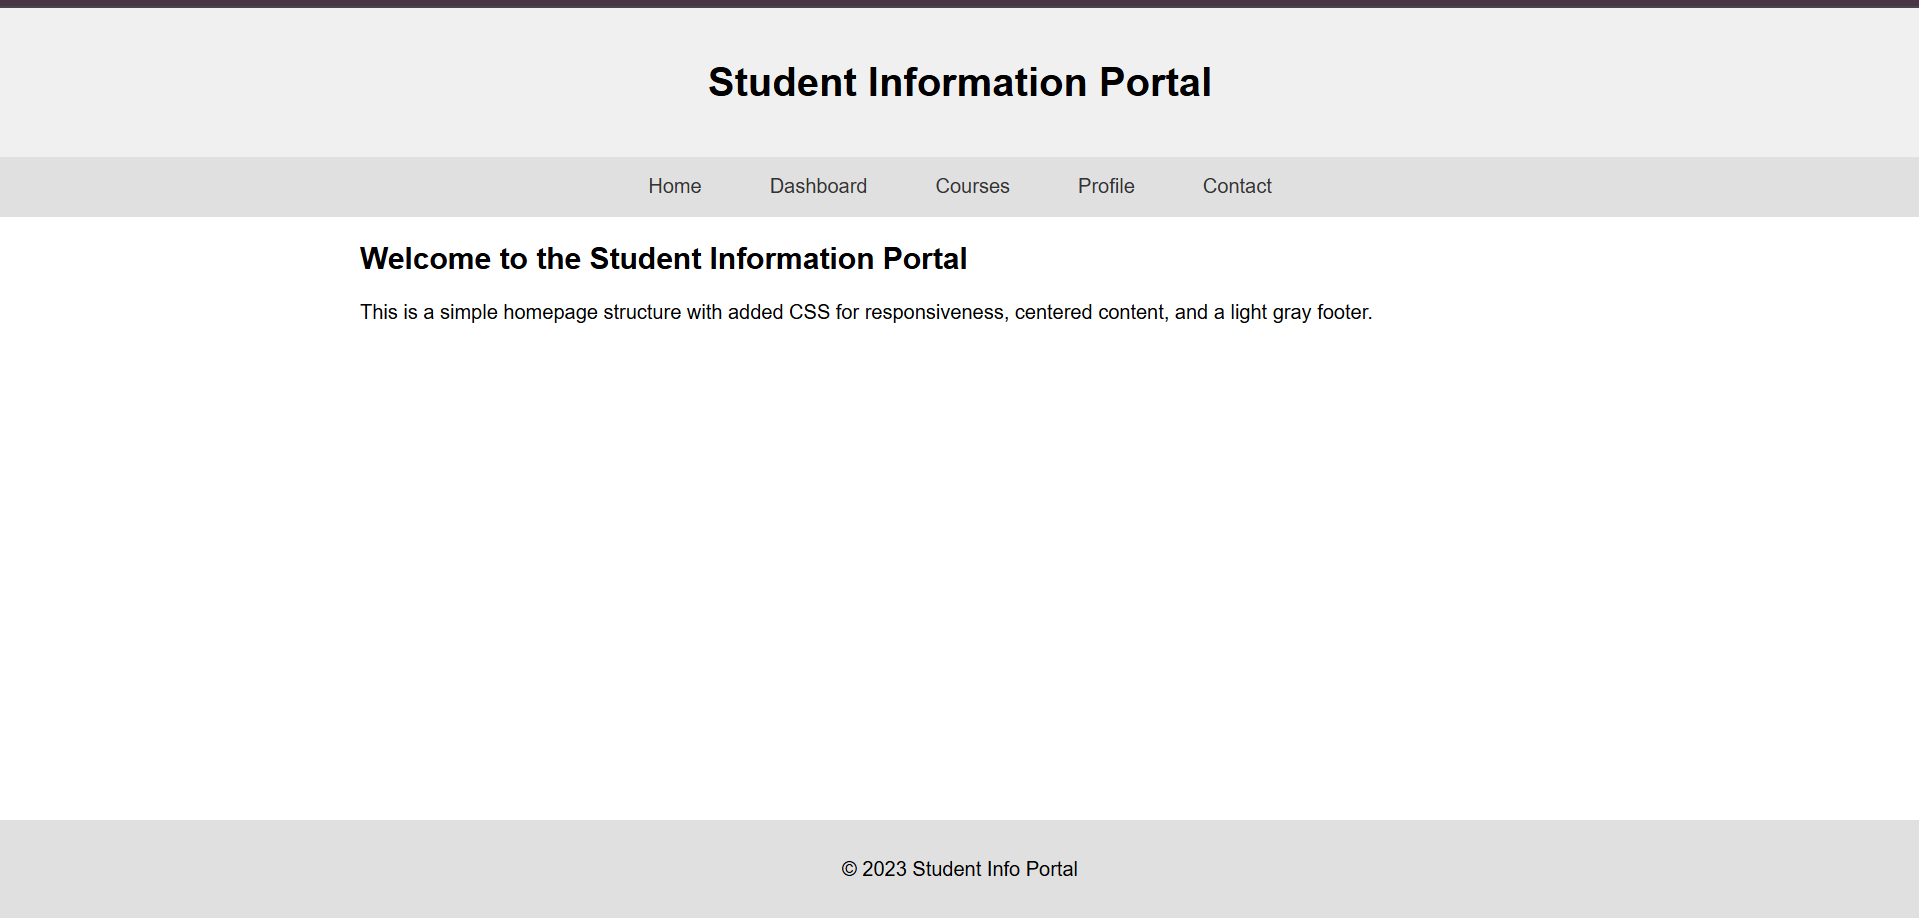 Student Information Portal
Home Dashboard Courses Profile Contact
Welcome to the Student Information Portal
This is a simple homepage structure with added CSS for responsiveness, centered content, and a light gray footer.
© 2023 Student Info Portal